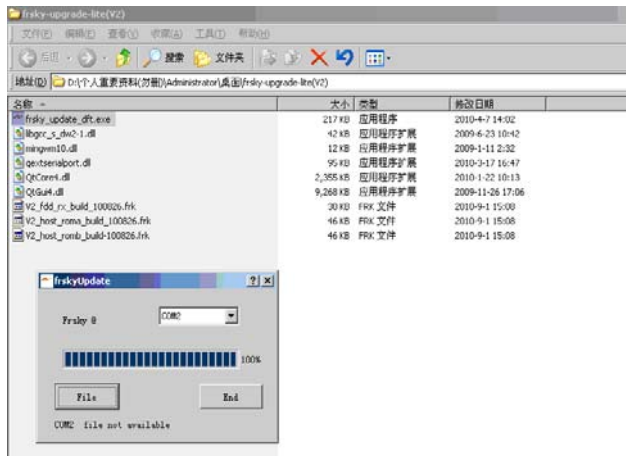 frsky-upgrade-lite(V2)
文件(F) 编辑(E) 查看(V) 收藏(A) 工具(T) 帮助(H)
后退 搜索 文件夹
地址(D) D:\个人重要资料(勿删)\Administrator\桌面\frsky-upgrade-lite(V2)
名称 大小 类型 修改日期
frsky_update_dft.exe 217 KB 应用程序 2010-4-7 14:02
libgcc_s_dw2-1.dll 42 KB 应用程序扩展 2009-6-23 10:42
mingwm10.dll 12 KB 应用程序扩展 2009-1-11 2:32
qextserialport.dll 95 KB 应用程序扩展 2010-3-17 16:47
QtCore4.dll 2,355 KB 应用程序扩展 2010-1-22 10:13
QtGui4.dll 9,268 KB 应用程序扩展 2009-11-26 17:06
V2_fdd_rx_build_100826.frk 30 KB FRK 文件 2010-9-1 15:08
V2_host_roma_build_100826.frk 46 KB FRK 文件 2010-9-1 15:08
V2_host_romb_build-100826.frk 46 KB FRK 文件 2010-9-1 15:08
frskyUpdate
Frsky @ COM2
100%
File End
COM2 file not available